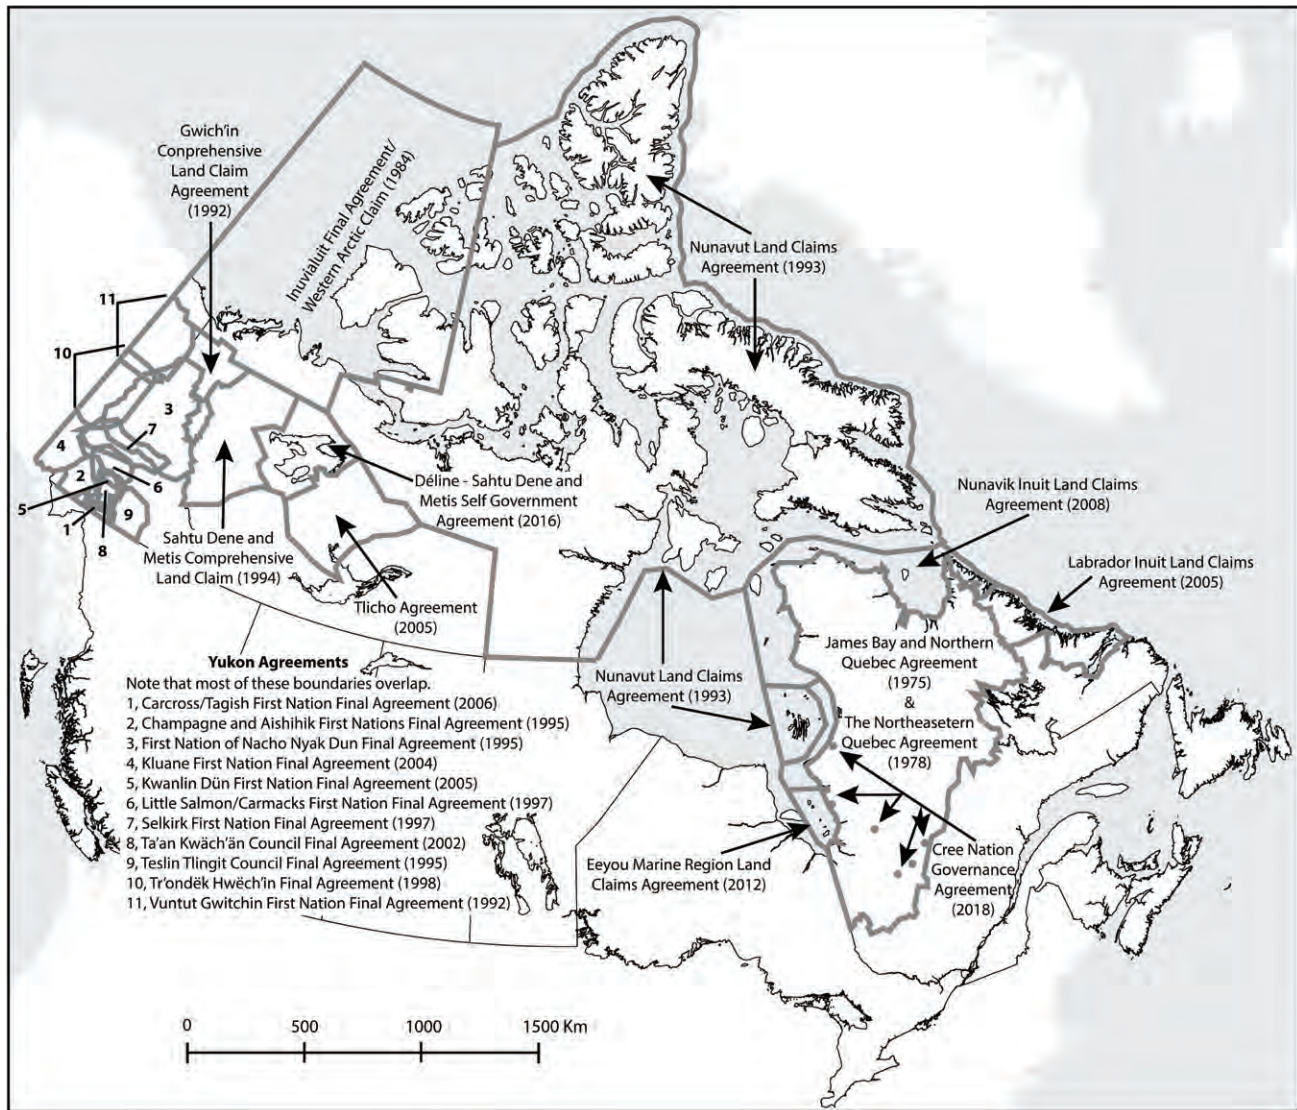 Gwich'in
Conprehensive
Land Claim
Agreement
(1992)
Inuvialuit Final Agreement/
Western Arctic Claim (1984)
Nunavut Land Claims
Agreement (1993)
11
10
3
7
4
2
6
5
9
1
8
Déline - Sahtu Dene and
Metis Self Government
Agreement (2016)
Sahtu Dene and
Metis Comprehensive
Land Claim (1994)
Tlicho Agreement
(2005)
Nunavik Inuit Land Claims
Agreement (2008)
Labrador Inuit Land Claims
Agreement (2005)
James Bay and Northern
Quebec Agreement
(1975)
&
The Northeasetern
Quebec Agreement
(1978)
Nunavut Land Claims
Agreement (1993)
Eeyou Marine Region Land
Claims Agreement (2012)
Cree Nation
Governance
Agreement
(2018)
Yukon Agreements
Note that most of these boundaries overlap.
1, Carcross/Tagish First Nation Final Agreement (2006)
2, Champagne and Aishihik First Nations Final Agreement (1995)
3, First Nation of Nacho Nyak Dun Final Agreement (1995)
4, Kluane First Nation Final Agreement (2004)
5, Kwanlin Dün First Nation Final Agreement (2005)
6, Little Salmon/Carmacks First Nation Final Agreement (1997)
7, Selkirk First Nation Final Agreement (1997)
8, Ta'an Kwäch'än Council Final Agreement (2002)
9, Teslin Tlingit Council Final Agreement (1995)
10, Tr'ondëk Hwëch'in Final Agreement (1998)
11, Vuntut Gwitchin First Nation Final Agreement (1992)
0 500 1000 1500 Km